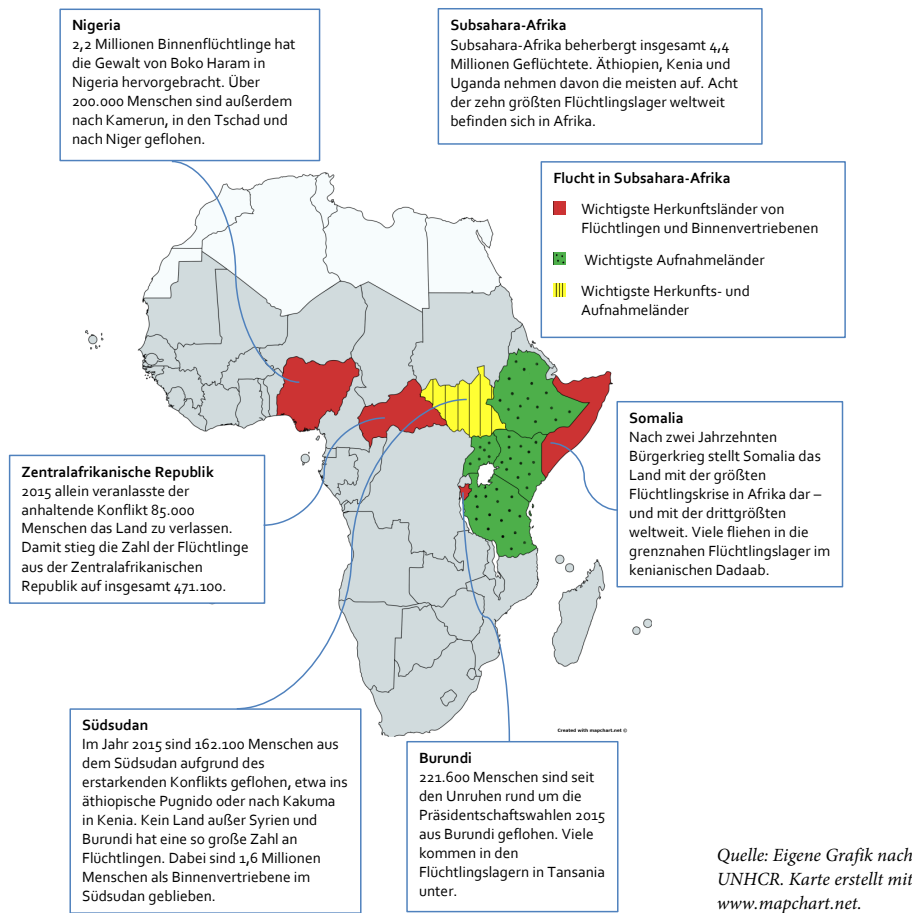 Nigeria
2,2 Millionen Binnenflüchtlinge hat
die Gewalt von Boko Haram in
Nigeria hervorgebracht. Über
200.000 Menschen sind außerdem
nach Kamerun, in den Tschad und
nach Niger geflohen.
Subsahara-Afrika
Subsahara-Afrika beherbergt insgesamt 4,4
Millionen Geflüchtete. Äthiopien, Kenia und
Uganda nehmen davon die meisten auf. Acht
der zehn größten Flüchtlingslager weltweit
befinden sich in Afrika.
Flucht in Subsahara-Afrika
Wichtigste Herkunftsländer von
Flüchtlingen und Binnenvertriebenen
Wichtigste Aufnahmeländer
Wichtigste Herkunfts- und
Aufnahmeländer
Somalia
Nach zwei Jahrzehnten
Bürgerkrieg stellt Somalia das
Land mit der größten
Flüchtlingskrise in Afrika dar –
und mit der drittgrößten
weltweit. Viele fliehen in die
grenznahen Flüchtlingslager im
kenianischen Dadaab.
Zentralafrikanische Republik
2015 allein veranlasste der
anhaltende Konflikt 85.000
Menschen das Land zu verlassen.
Damit stieg die Zahl der Flüchtlinge
aus der Zentralafrikanischen
Republik auf insgesamt 471.100.
Südsudan
Im Jahr 2015 sind 162.100 Menschen aus
dem Südsudan aufgrund des
erstarkenden Konflikts geflohen, etwa ins
äthiopische Pugnido oder nach Kakuma
in Kenia. Kein Land außer Syrien und
Burundi hat eine so große Zahl an
Flüchtlingen. Dabei sind 1,6 Millionen
Menschen als Binnenvertriebene im
Südsudan geblieben.
Created with mapchart.net ©
Burundi
221.600 Menschen sind seit
den Unruhen rund um die
Präsidentschaftswahlen 2015
aus Burundi geflohen. Viele
kommen in den
Flüchtlingslagern in Tansania
unter.
Quelle: Eigene Grafik nach
UNHCR. Karte erstellt mit
www.mapchart.net.